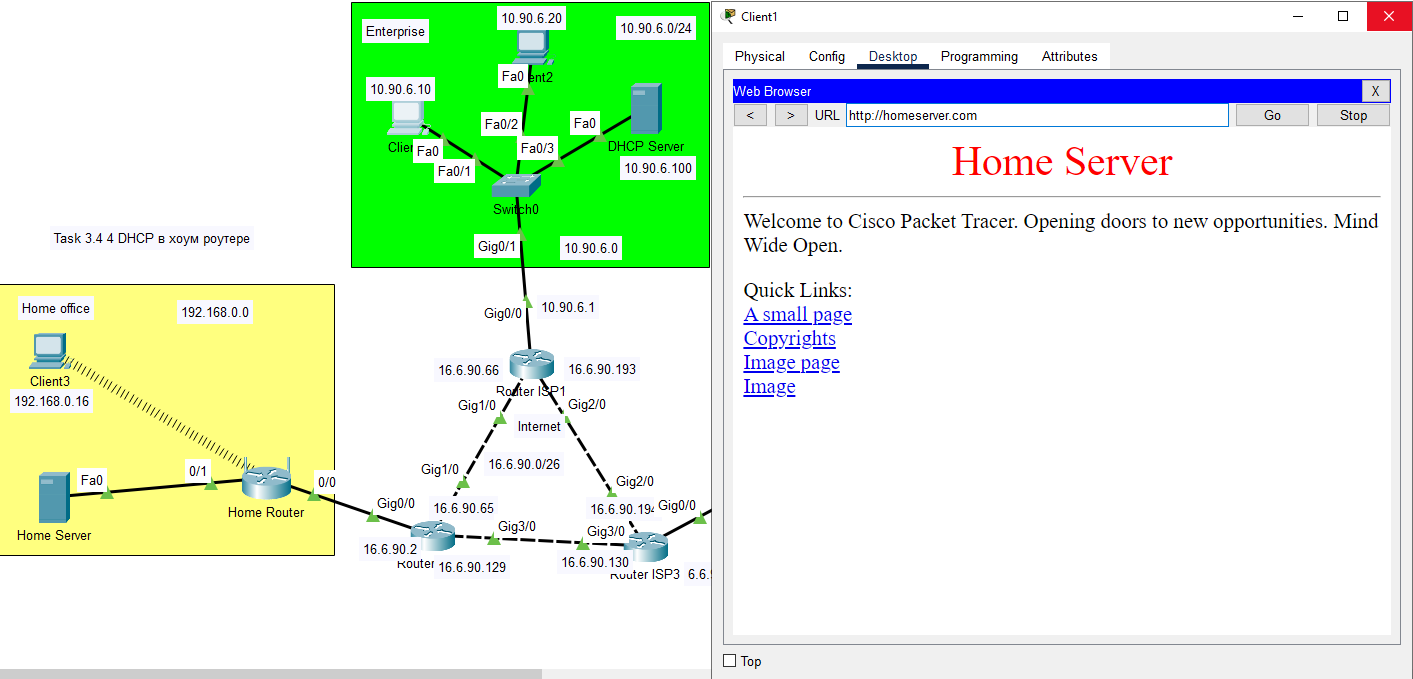 Enterprise
10.90.6.20
10.90.6.0/24
Fa0
ent2
10.90.6.10
Fa0/2
Fa0
Fa0
Fa0/3
DHCP Server
Fa0/1
10.90.6.100
Switch0
Gig0/1
10.90.6.0
Task 3.4 4 DHCP в хоум роутере
Home office
192.168.0.0
Client3
192.168.0.16
Gig0/0
10.90.6.1
16.6.90.66
16.6.90.193
Router ISP1
Gig1/0
Gig2/0
Internet
16.6.90.0/26
0/1
Fa0
0/0
Home Router
Home Server
Gig1/0
Gig2/0
Gig0/0
16.6.90.65
16.6.90.194
Gig0/0
Gig3/0
Gig3/0
16.6.90.2
Router
16.6.90.129
16.6.90.130
Router ISP3
Client1
Physical Config Desktop Programming Attributes
Web Browser X
< > URL http://homeserver.com Go Stop
Home Server
Welcome to Cisco Packet Tracer. Opening doors to new opportunities. Mind
Wide Open.
Quick Links:
A small page
Copyrights
Image page
Image
Top